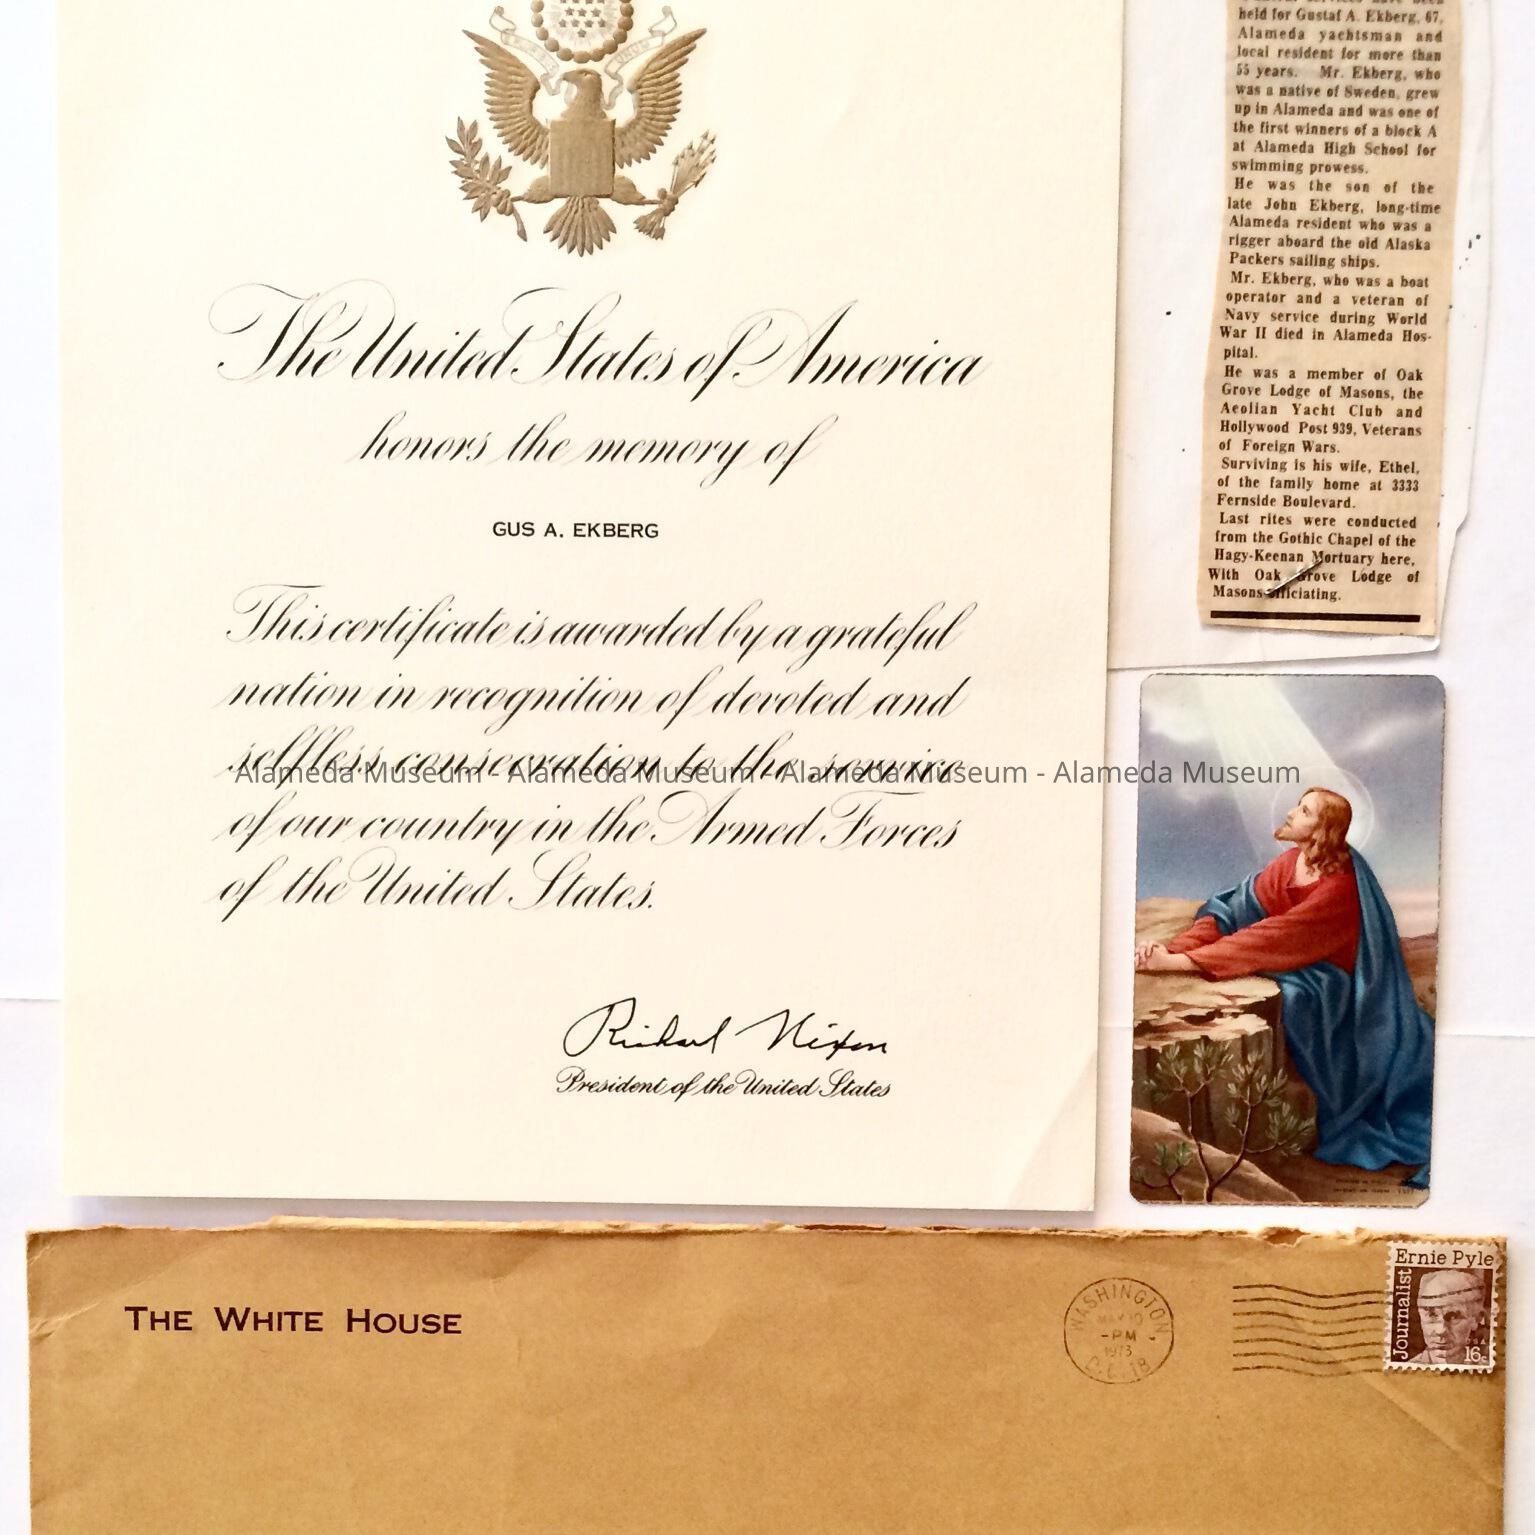 The United States of America
honors the memory of
GUS A. EKBERG
This certificate is awarded by a grateful
nation in recognition of devoted and
selfless consecration to the service
of our country in the Armed Forces
of the United States.
Richard Nixon
President of the United States
held for Gustaf A. Ekberg, 67,
Alameda yachtsman and
local resident for more than
55 years. Mr. Ekberg, who
was a native of Sweden, grew
up in Alameda and was one of
the first winners of a block A
at Alameda High School for
swimming prowess.
He was the son of the
late John Ekberg, long-time
Alameda resident who was a
rigger aboard the old Alaska
Packers sailing ships.
Mr. Ekberg, who was a boat
operator and a veteran of
Navy service during World
War II died in Alameda Hos-
pital.
He was a member of Oak
Grove Lodge of Masons, the
Aeolian Yacht Club and
Hollywood Post 939, Veterans
of Foreign Wars.
Surviving is his wife, Ethel,
of the family home at 3333
Fernside Boulevard.
Last rites were conducted
from the Gothic Chapel of the
Hagy-Keenan Mortuary here,
With Oak Grove Lodge of
Masons officiating.
Alameda Museum - Alameda Museum - Alameda Museum - Alameda Museum
THE WHITE HOUSE
WASHINGTON
MAY 10
-PM
1973
D.C. 18
Ernie Pyle
Journalist
16c